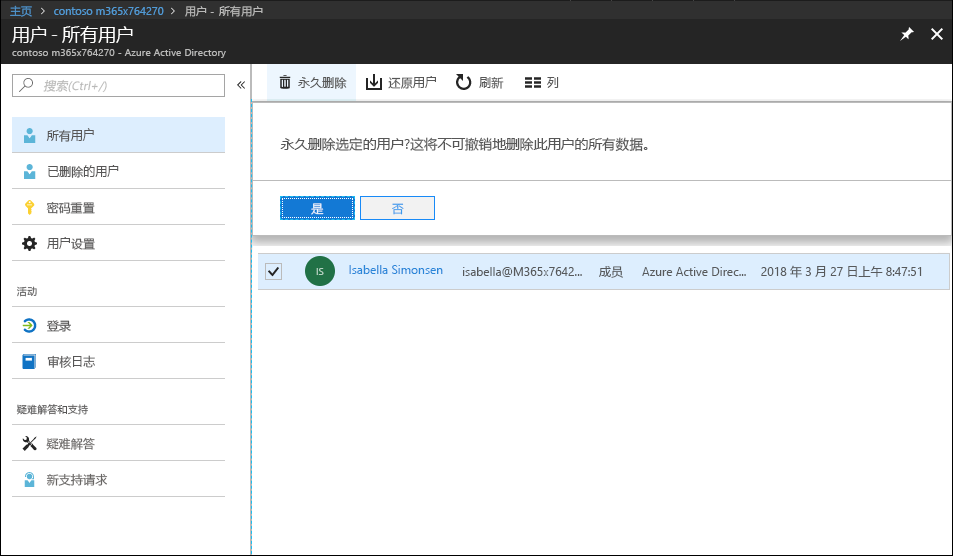 主页 > contoso m365x764270 > 用户 - 所有用户
用户 - 所有用户
contoso m365x764270 - Azure Active Directory
搜索(Ctrl+/)
«
所有用户
已删除的用户
密码重置
用户设置
活动
登录
审核日志
疑难解答和支持
疑难解答
新支持请求
永久删除 还原用户 刷新 列
永久删除选定的用户?这将不可撤销地删除此用户的所有数据。
是 否
IS Isabella Simonsen isabella@M365x7642... 成员 Azure Active Direc... 2018 年 3 月 27 日上午 8:47:51